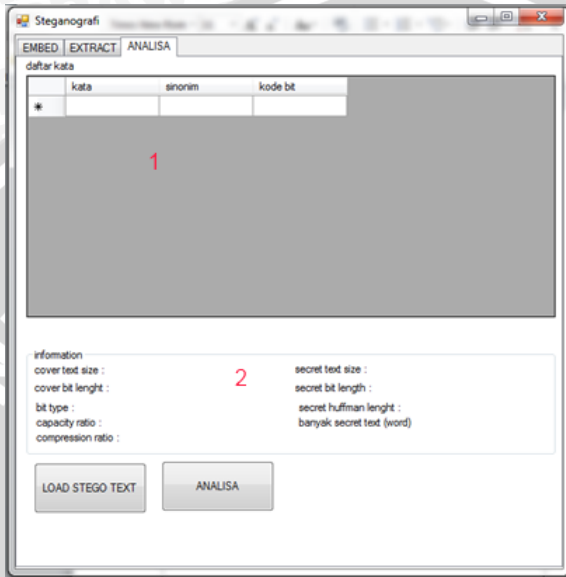 Steganografi
EMBED EXTRACT ANALISA
daftar kata
kata sinonim kode bit
1
information
cover text size : secret text size :
cover bit lenght : 2 secret bit length :
bit type : secret huffman lenght :
capacity ratio : banyak secret text (word)
compression ratio :
LOAD STEGO TEXT ANALISA